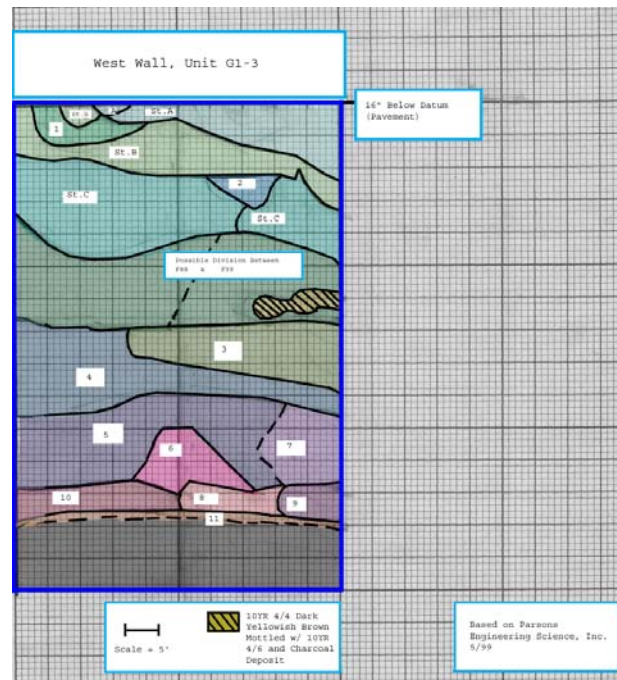 West Wall, Unit G1-3
16" Below Datum
(Pavement)
St.A
1
St.B
2
St.C
St.C
Possible Division Between
&
3
4
5
6
7
10
8
9
11
Scale = 5'
10YR 4/4 Dark
Yellowish Brown
Mottled w/ 10YR
4/6 and Charcoal
Deposit
Based on Parsons
Engineering Science, Inc.
5/99